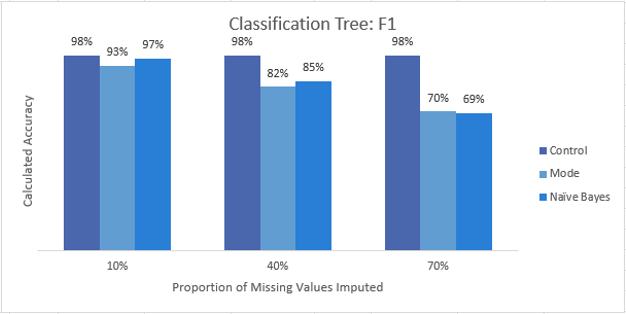 Classification Tree: F1
98%
93%
97%
98%
82%
85%
98%
70%
69%
Calculated Accuracy
Control
Mode
Naïve Bayes
10%
40%
70%
Proportion of Missing Values Imputed